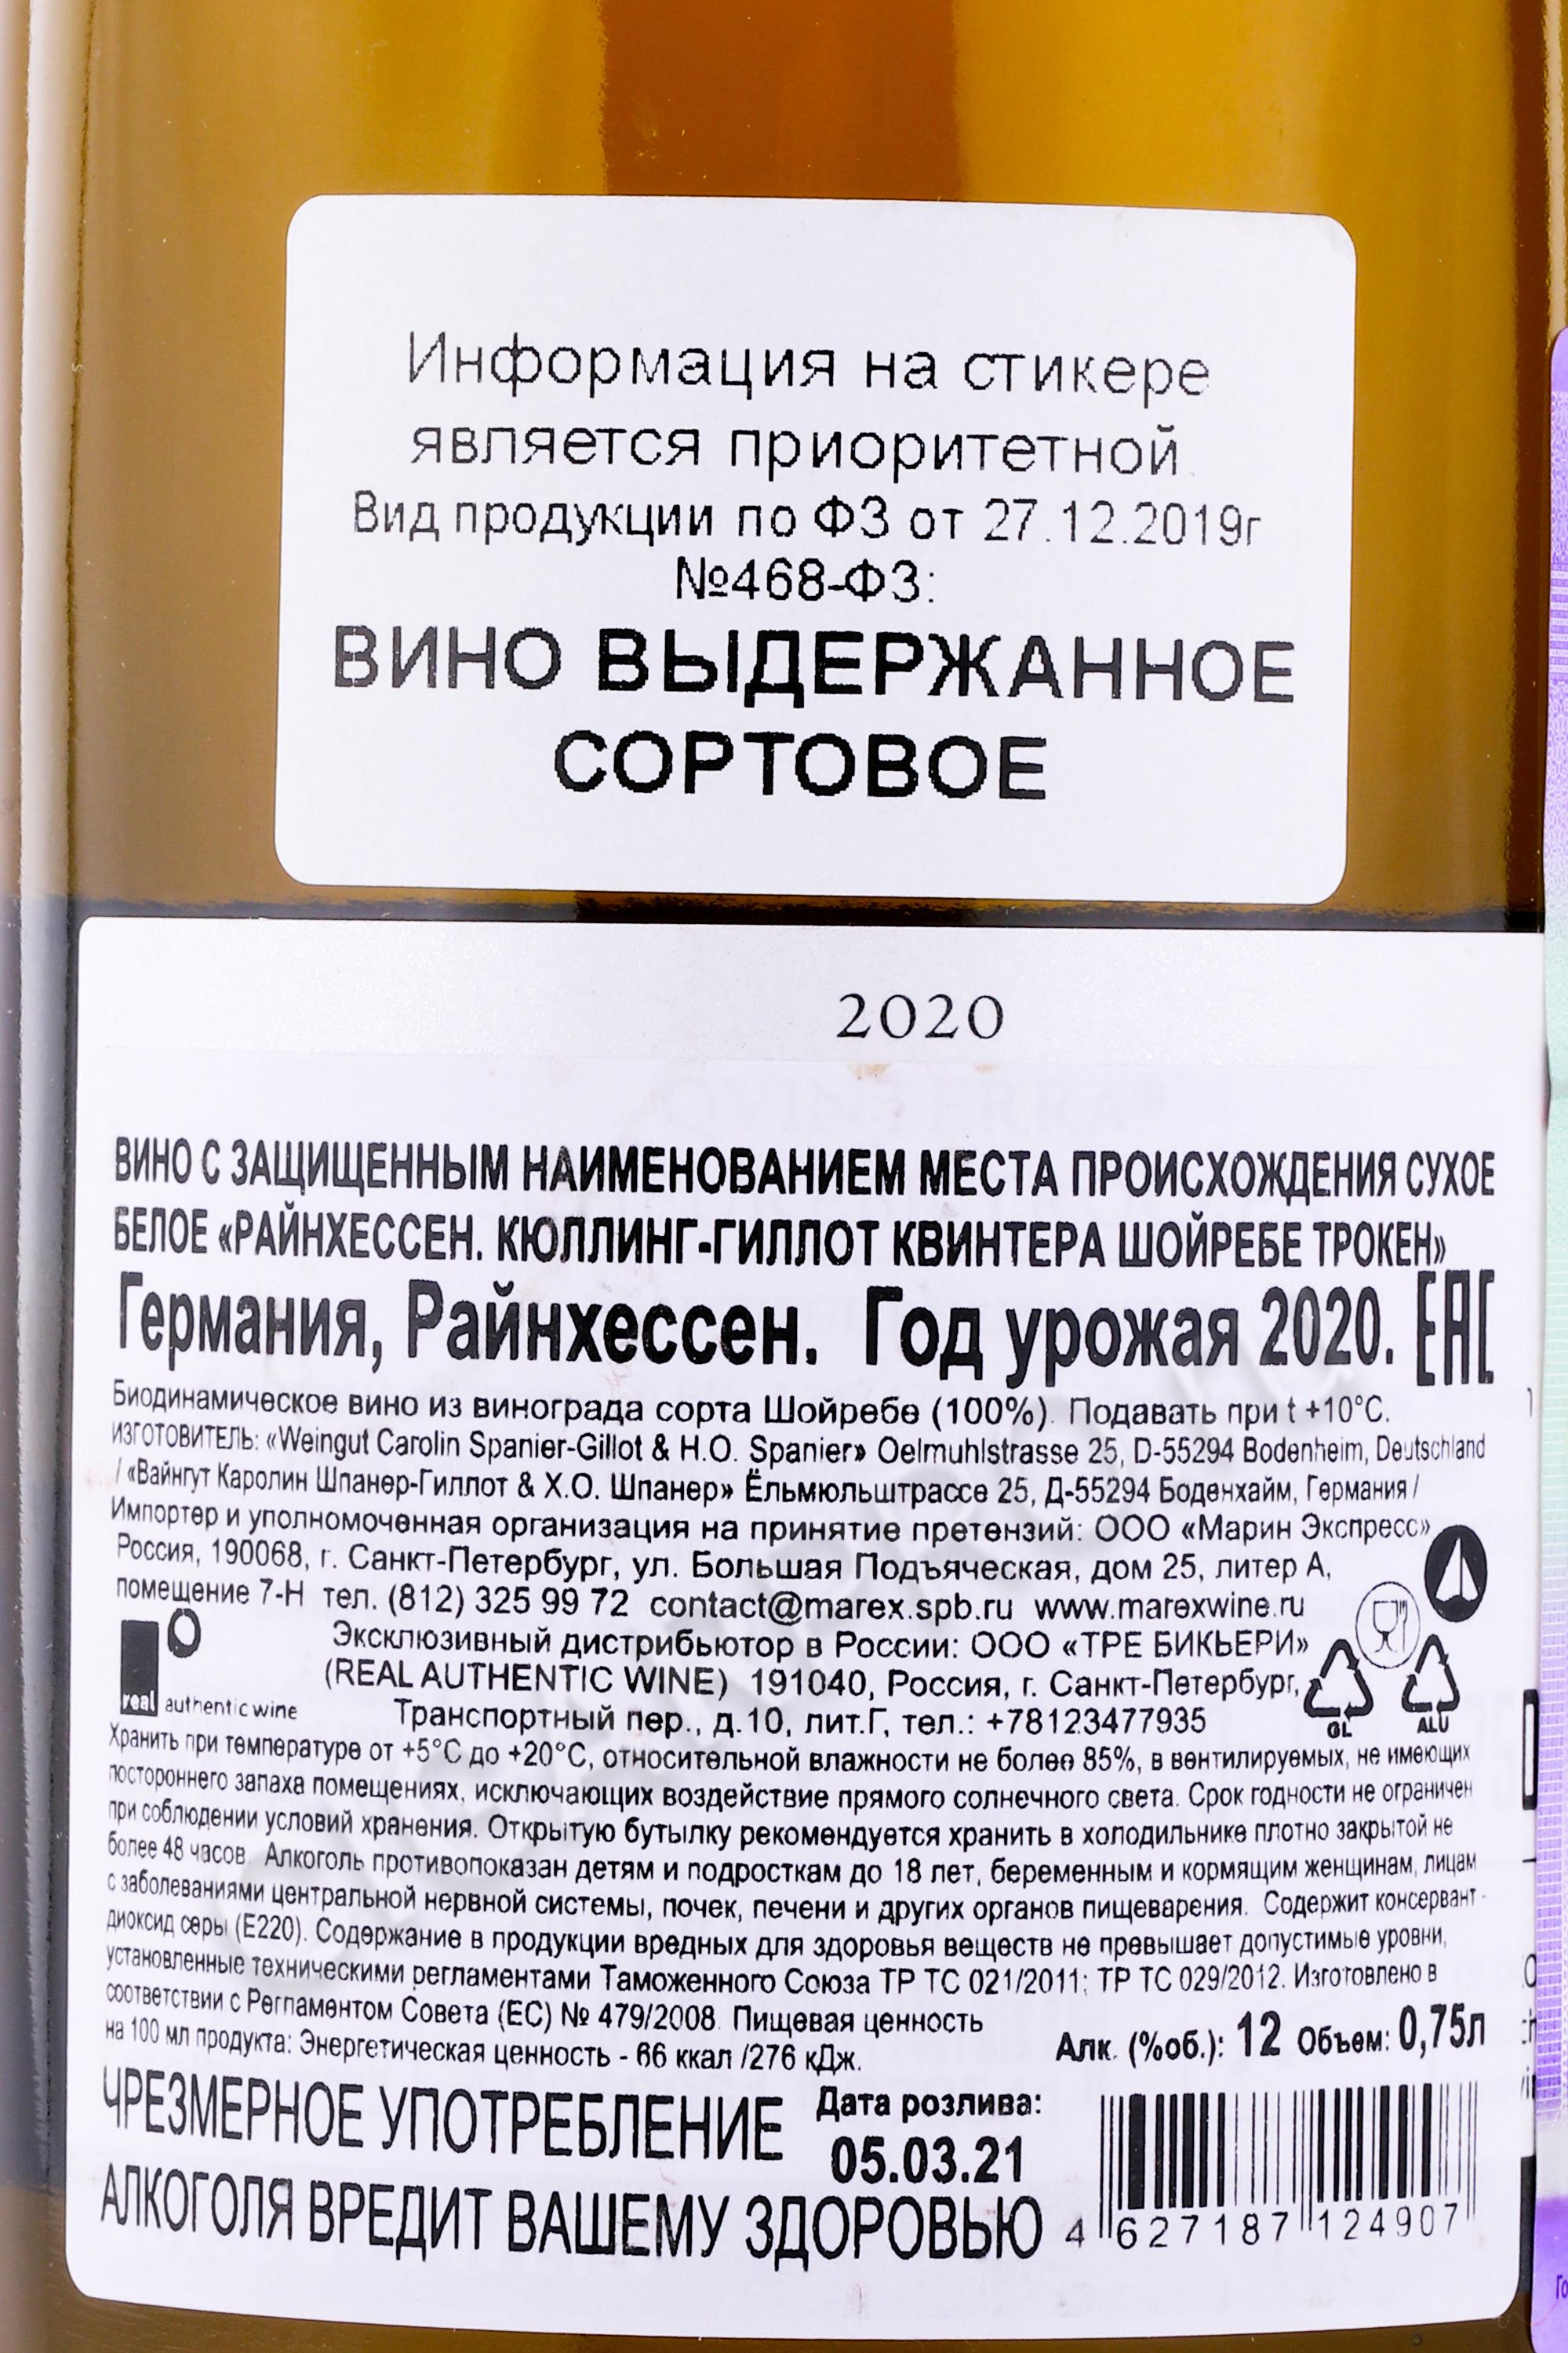 Информация на стикере
является приоритетной
Вид продукции по ФЗ от 27.12.2019г
№468-ФЗ:
ВИНО ВЫДЕРЖАННОЕ
СОРТОВОЕ
2020
ВИНО С ЗАЩИЩЕННЫМ НАИМЕНОВАНИЕМ МЕСТА ПРОИСХОЖДЕНИЯ СУХОЕ
БЕЛОЕ «РАЙНХЕССЕН. КЮЛЛИНГ-ГИЛЛОТ КВИНТЕРА ШОЙРЕБЕ ТРОКЕН»
Германия, Райнхессен. Год урожая 2020. EAC
Биодинамическое вино из винограда сорта Шойребе (100%). Подавать при t +10°C.
ИЗГОТОВИТЕЛЬ: «Weingut Carolin Spanier-Gillot & H.O. Spanier» Oelmuhlstrasse 25, D-55294 Bodenheim, Deutschland
/ «Вайнгут Каролин Шпанер-Гиллот & Х.О. Шпанер» Ёльмюльштрассе 25, Д-55294 Боденхайм, Германия /
Импортер и уполномоченная организация на принятие претензий: ООО «Марин Экспресс»
Россия, 190068, г. Санкт-Петербург, ул. Большая Подъяческая, дом 25, литер А,
помещение 7-Н тел. (812) 325 99 72 contact@marex.spb.ru www.marexwine.ru
Эксклюзивный дистрибьютор в России: ООО «ТРЕ БИКЬЕРИ»
(REAL AUTHENTIC WINE) 191040, Россия, г. Санкт-Петербург,
real authentic wine
Транспортный пер., д.10, лит.Г, тел.: +78123477935
GL ALU
Хранить при температуре от +5°C до +20°C, относительной влажности не более 85%, в вентилируемых, не имеющих
постороннего запаха помещениях, исключающих воздействие прямого солнечного света. Срок годности не ограничен
при соблюдении условий хранения. Открытую бутылку рекомендуется хранить в холодильнике плотно закрытой не
более 48 часов. Алкоголь противопоказан детям и подросткам до 18 лет, беременным и кормящим женщинам, лицам
с заболеваниями центральной нервной системы, почек, печени и других органов пищеварения. Содержит консервант -
диоксид серы (E220). Содержание в продукции вредных для здоровья веществ не превышает допустимые уровни,
установленные техническими регламентами Таможенного Союза ТР ТС 021/2011; ТР ТС 029/2012. Изготовлено в
соответствии с Регламентом Совета (ЕС) № 479/2008. Пищевая ценность
на 100 мл продукта: Энергетическая ценность - 66 ккал /276 кДж.
Алк. (%об.): 12 Объем: 0,75л
ЧРЕЗМЕРНОЕ УПОТРЕБЛЕНИЕ
АЛКОГОЛЯ ВРЕДИТ ВАШЕМУ ЗДОРОВЬЮ
Дата розлива:
05.03.21
4 627187 124907